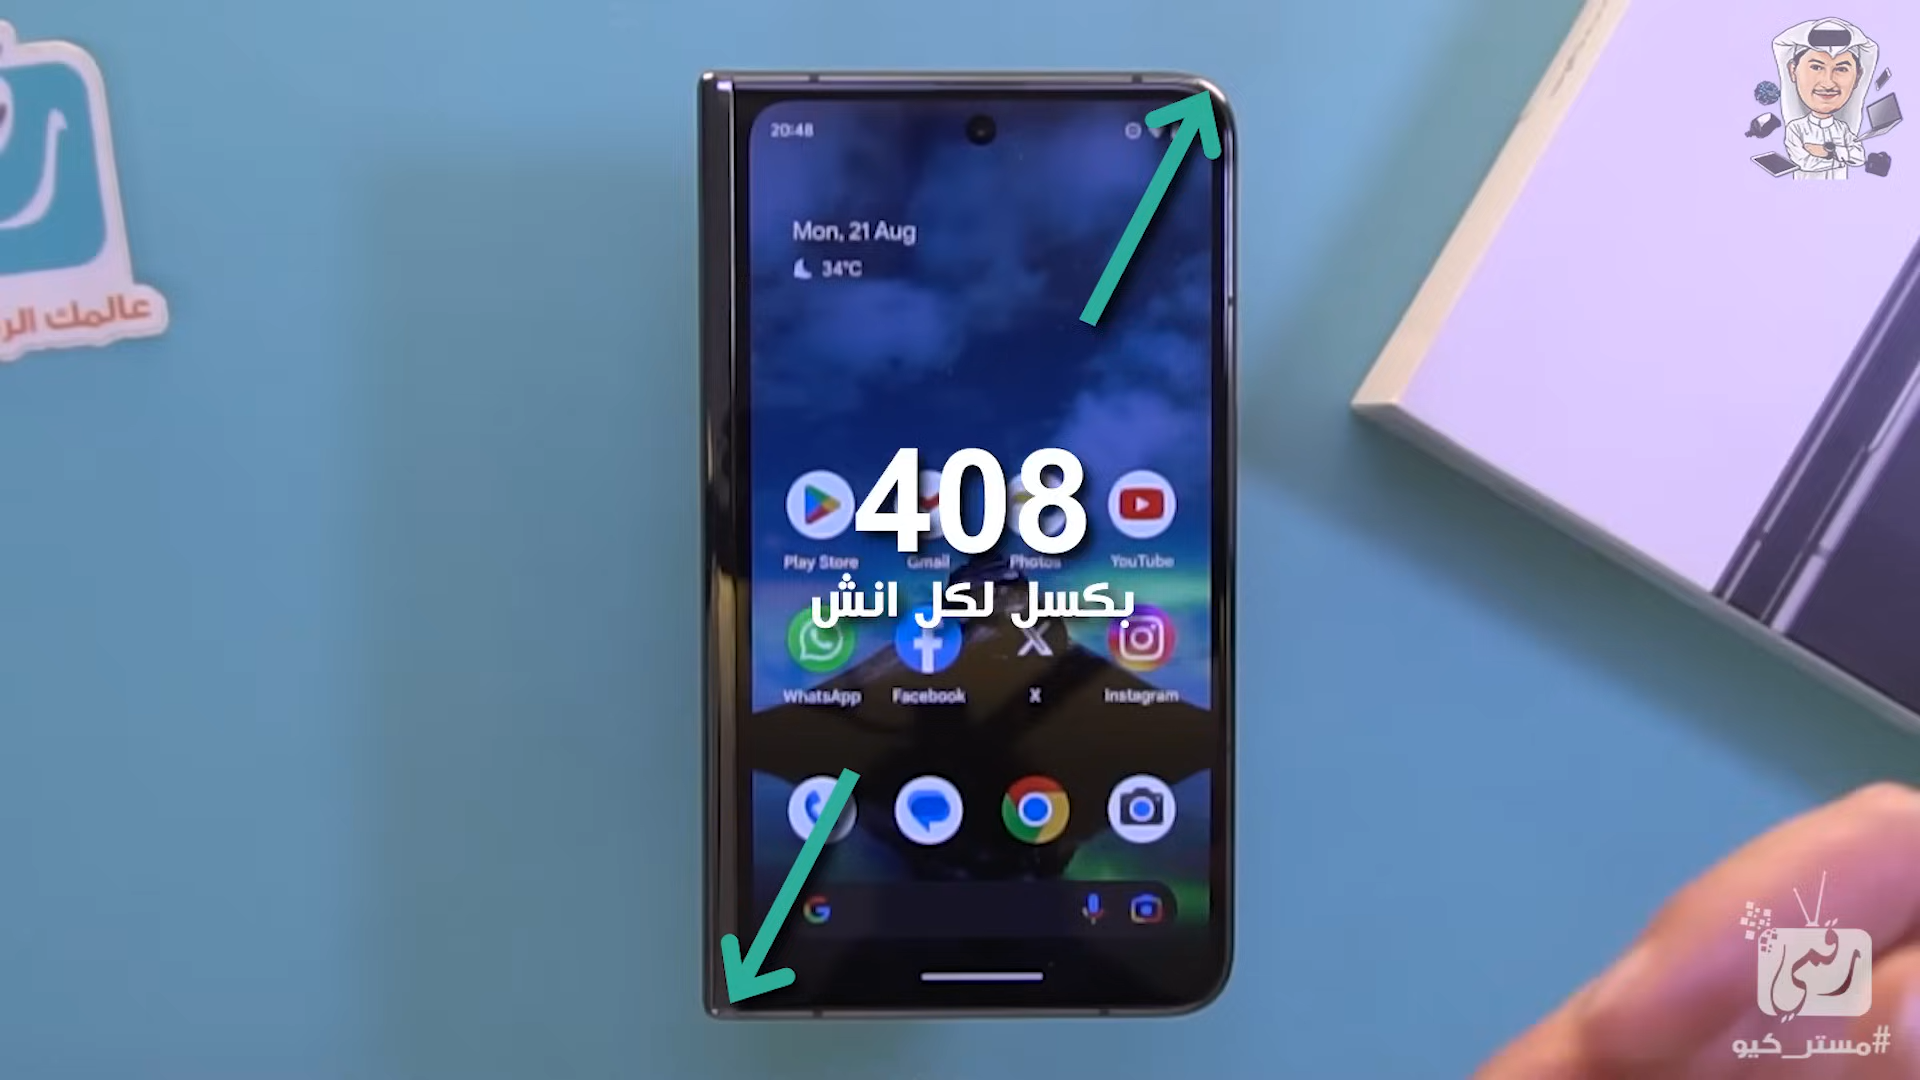 20:48
Mon, 21 Aug
34°C
408
بكسل لكل انش
Play Store
Gmail
Photos
YouTube
WhatsApp
Facebook
X
Instagram
عالمك
رقمي
#مستر_كيو